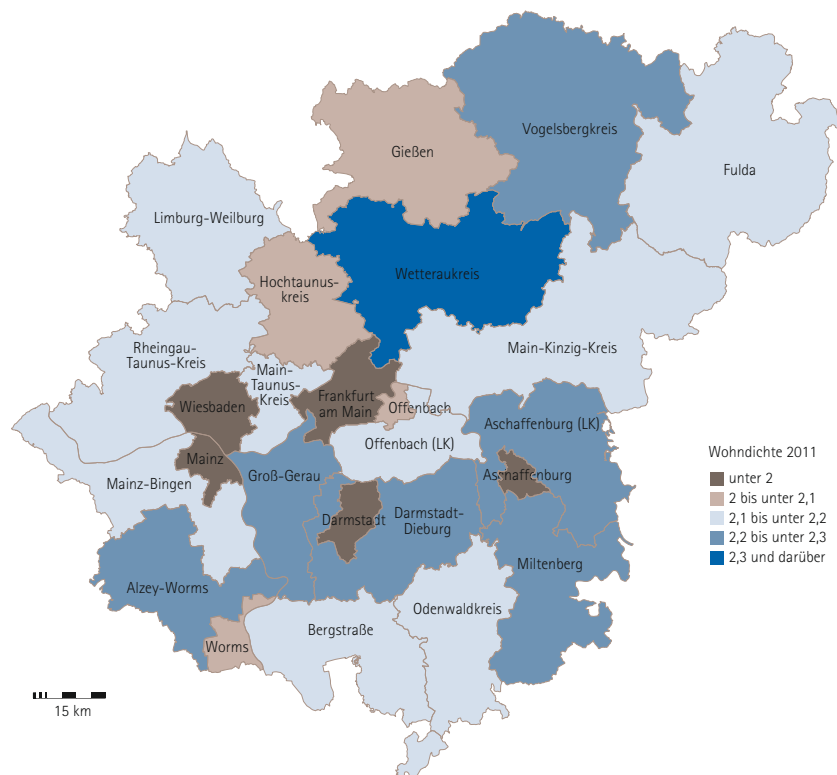 Vogelsbergkreis
Gießen
Fulda
Limburg-Weilburg
Wetteraukreis
Hochtaunus-
kreis
Main-Kinzig-Kreis
Rheingau-
Taunus-Kreis
Main-
Taunus-
Kreis
Frankfurt
am Main
Wiesbaden
Offenbach
Aschaffenburg (LK)
Offenbach (LK)
Mainz
Groß-Gerau
Aschaffenburg
Mainz-Bingen
Darmstadt
Darmstadt-
Dieburg
Miltenberg
Alzey-Worms
Odenwaldkreis
Bergstraße
Worms
Wohndichte 2011
unter 2
2 bis unter 2,1
2,1 bis unter 2,2
2,2 bis unter 2,3
2,3 und darüber
15 km